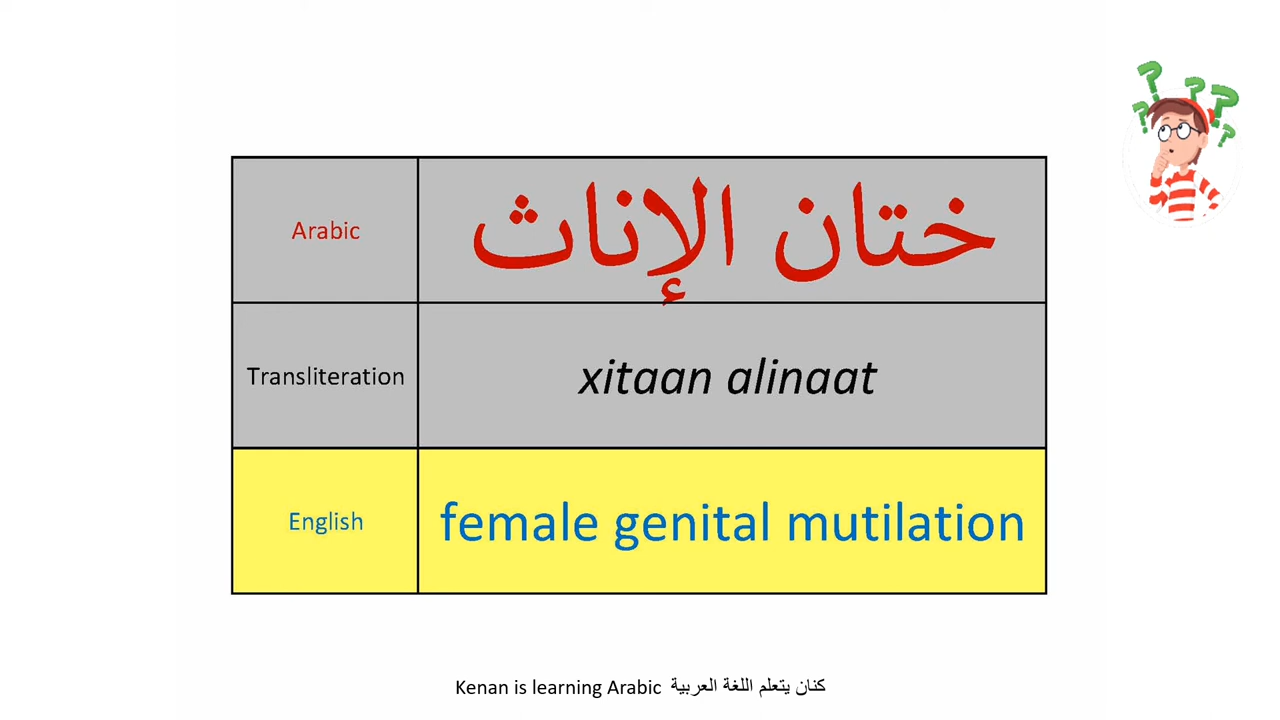 Arabic ختان الإناث
Transliteration xitaan alinaat
English female genital mutilation
Kenan is learning Arabic كنان يتعلم اللغة العربية